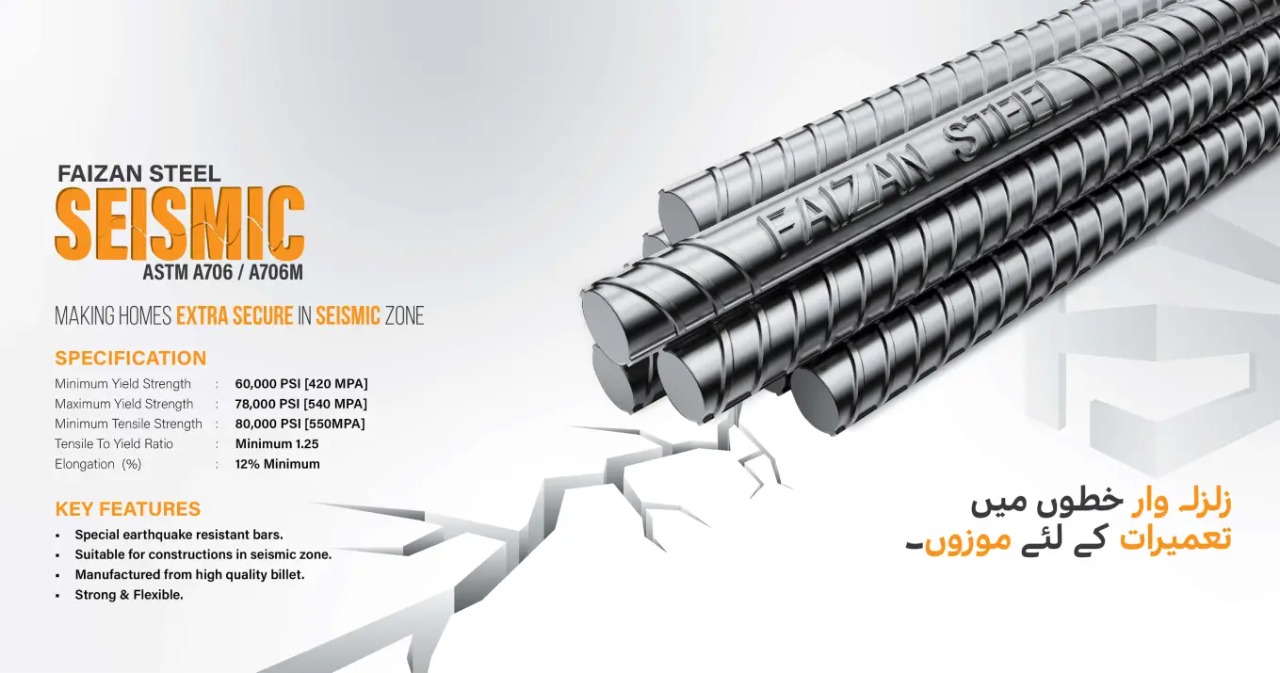 FAIZAN STEEL
SEISMIC
ASTM A706 / A706M
MAKING HOMES EXTRA SECURE IN SEISMIC ZONE
SPECIFICATION
Minimum Yield Strength : 60,000 PSI [420 MPA]
Maximum Yield Strength : 78,000 PSI [540 MPA]
Minimum Tensile Strength : 80,000 PSI [550MPA]
Tensile To Yield Ratio : Minimum 1.25
Elongation (%) : 12% Minimum
KEY FEATURES
▪ Special earthquake resistant bars.
▪ Suitable for constructions in seismic zone.
▪ Manufactured from high quality billet.
▪ Strong & Flexible.
FAIZAN STEEL
زلزلہ وار خطوں میں
تعمیرات کے لئے موزوں۔